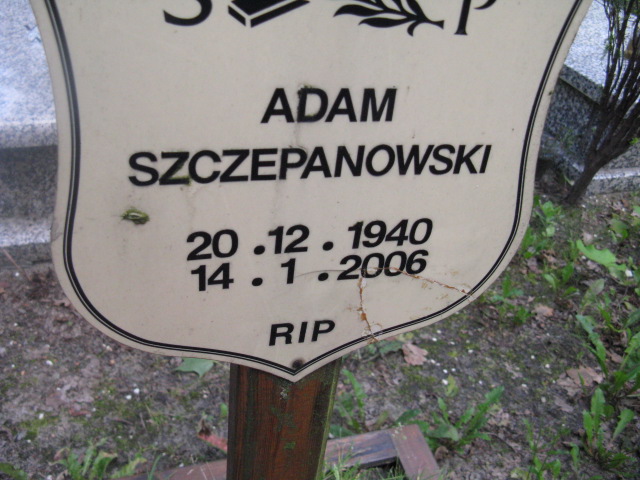 S P
ADAM
SZCZEPANOWSKI
20.12.1940
14.1.2006
RIP